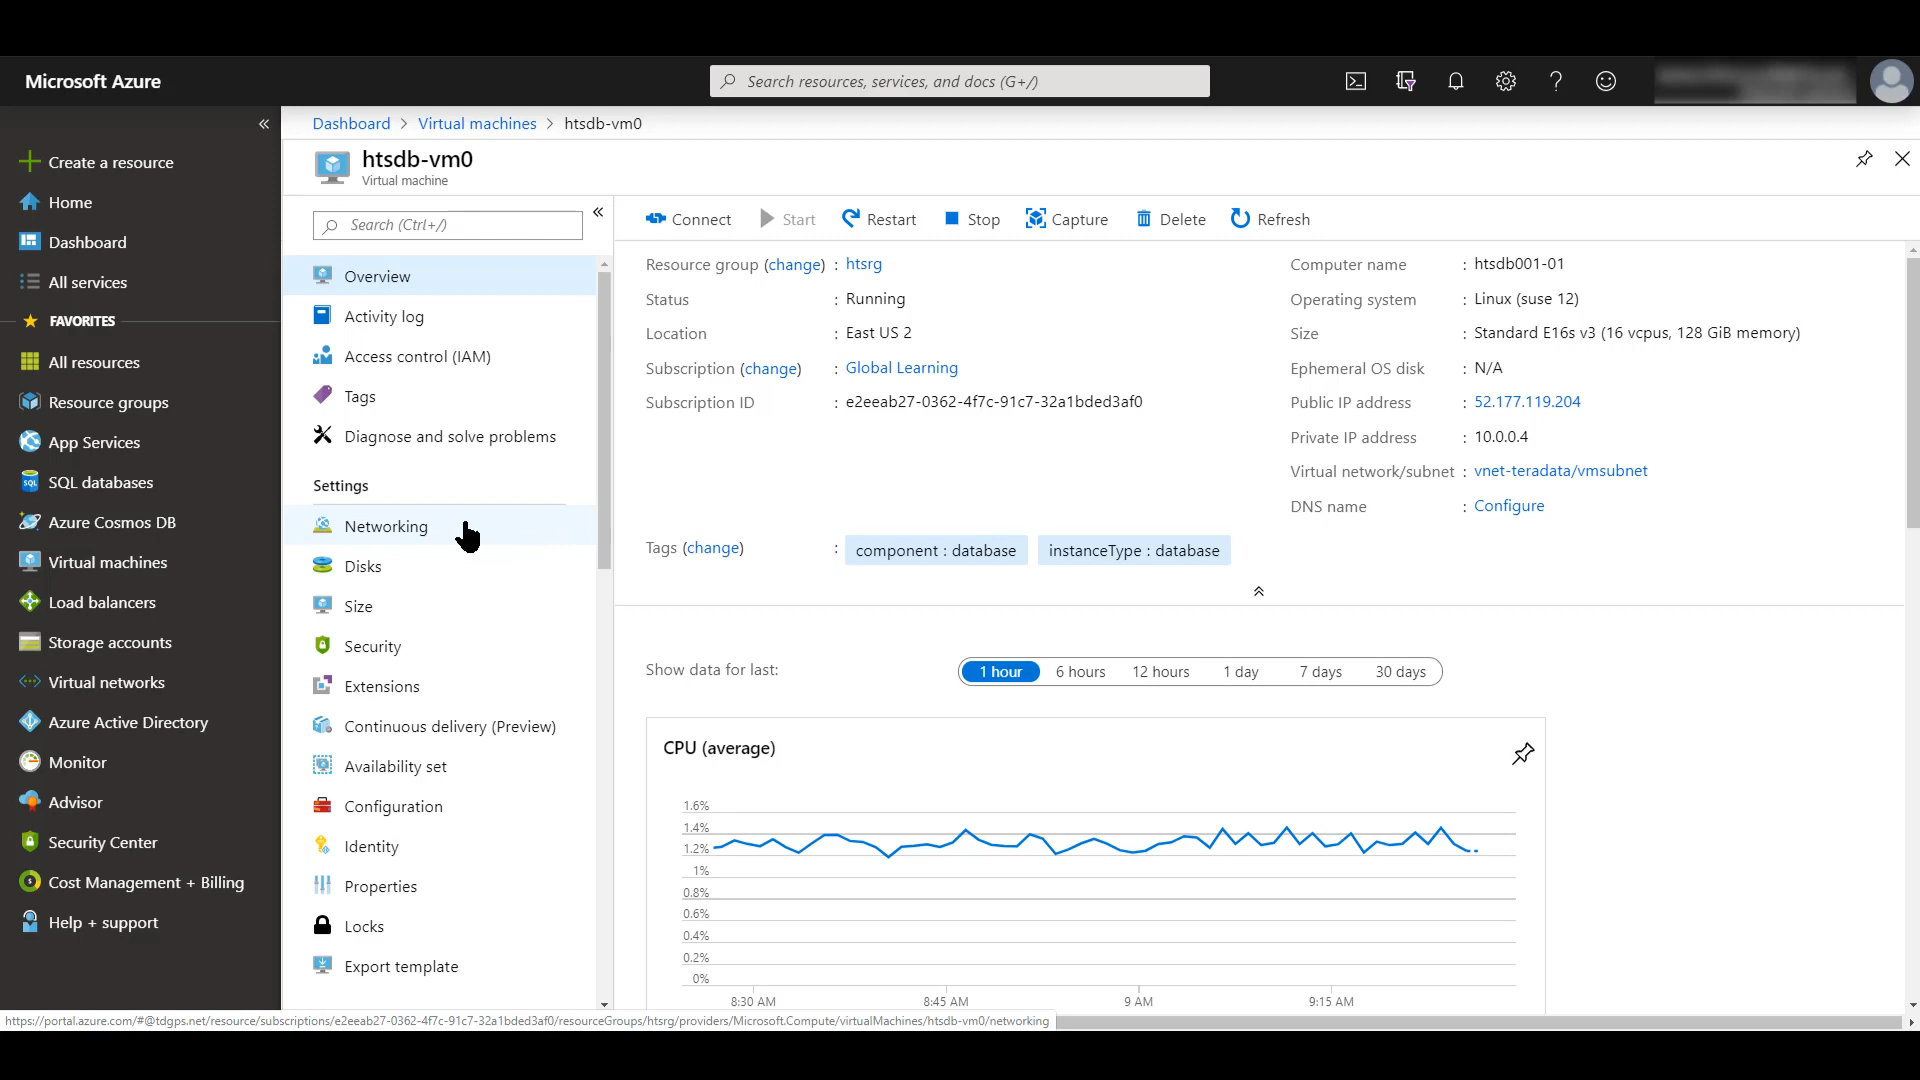 Microsoft Azure
Search resources, services, and docs (G+/)
Create a resource
Home
Dashboard
All services
FAVORITES
All resources
Resource groups
App Services
SQL databases
Azure Cosmos DB
Virtual machines
Load balancers
Storage accounts
Virtual networks
Azure Active Directory
Monitor
Advisor
Security Center
Cost Management + Billing
Help + support
Dashboard > Virtual machines > htsdb-vm0
htsdb-vm0
Virtual machine
Search (Ctrl+/)
Overview
Activity log
Access control (IAM)
Tags
Diagnose and solve problems
Settings
Networking
Disks
Size
Security
Extensions
Continuous delivery (Preview)
Availability set
Configuration
Identity
Properties
Locks
Export template
Connect Start Restart Stop Capture Delete Refresh
Resource group (change) : htsrg
Status : Running
Location : East US 2
Subscription (change) : Global Learning
Subscription ID : e2eeab27-0362-4f7c-91c7-32a1bded3af0
Computer name : htsdb001-01
Operating system : Linux (suse 12)
Size : Standard E16s v3 (16 vcpus, 128 GiB memory)
Ephemeral OS disk : N/A
Public IP address : 52.177.119.204
Private IP address : 10.0.0.4
Virtual network/subnet : vnet-teradata/vmsubnet
DNS name : Configure
Tags (change) : component : database instanceType : database
Show data for last: 1 hour 6 hours 12 hours 1 day 7 days 30 days
CPU (average)
1.6%
1.4%
1.2%
1%
0.8%
0.6%
0.4%
0.2%
0%
8:30 AM 8:45 AM 9 AM 9:15 AM
https://portal.azure.com/#@tdgps.net/resource/subscriptions/e2eeab27-0362-4f7c-91c7-32a1bded3af0/resourceGroups/htsrg/providers/Microsoft.Compute/virtualMachines/htsdb-vm0/networking